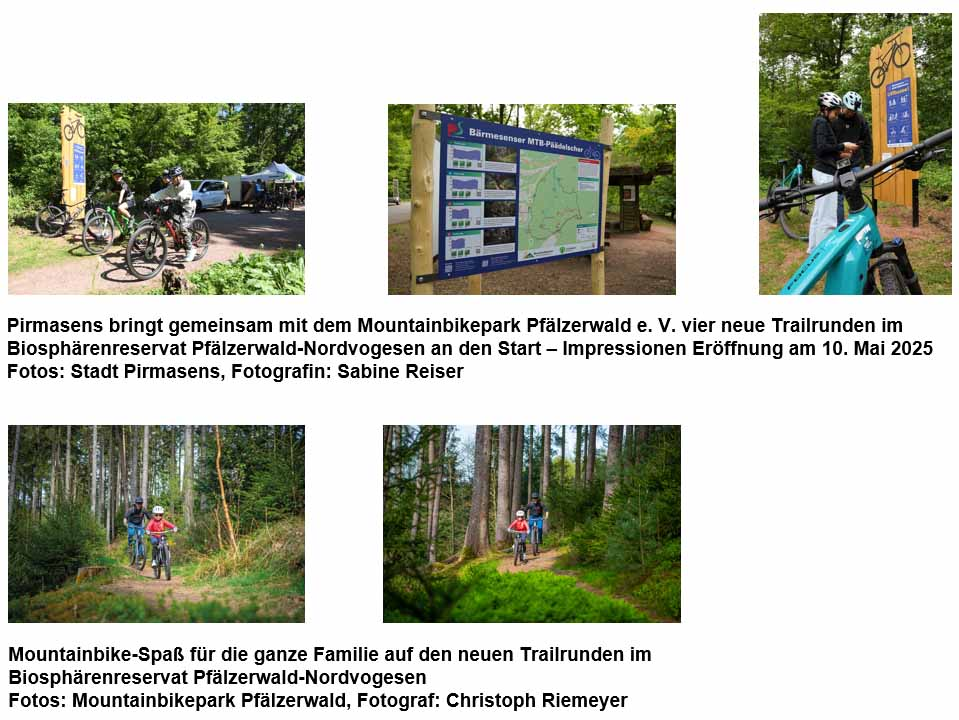 Bärmesenser MTB-Päädelscher
FOCUS
Pirmasens bringt gemeinsam mit dem Mountainbikepark Pfälzerwald e. V. vier neue Trailrunden im
Biosphärenreservat Pfälzerwald-Nordvogesen an den Start – Impressionen Eröffnung am 10. Mai 2025
Fotos: Stadt Pirmasens, Fotografin: Sabine Reiser
Mountainbike-Spaß für die ganze Familie auf den neuen Trailrunden im
Biosphärenreservat Pfälzerwald-Nordvogesen
Fotos: Mountainbikepark Pfälzerwald, Fotograf: Christoph Riemeyer